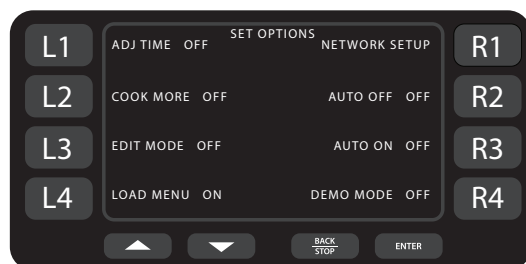 SET OPTIONS
L1 ADJ TIME OFF NETWORK SETUP R1
L2 COOK MORE OFF AUTO OFF OFF R2
L3 EDIT MODE OFF AUTO ON OFF R3
L4 LOAD MENU ON DEMO MODE OFF R4
BACK
STOP
ENTER